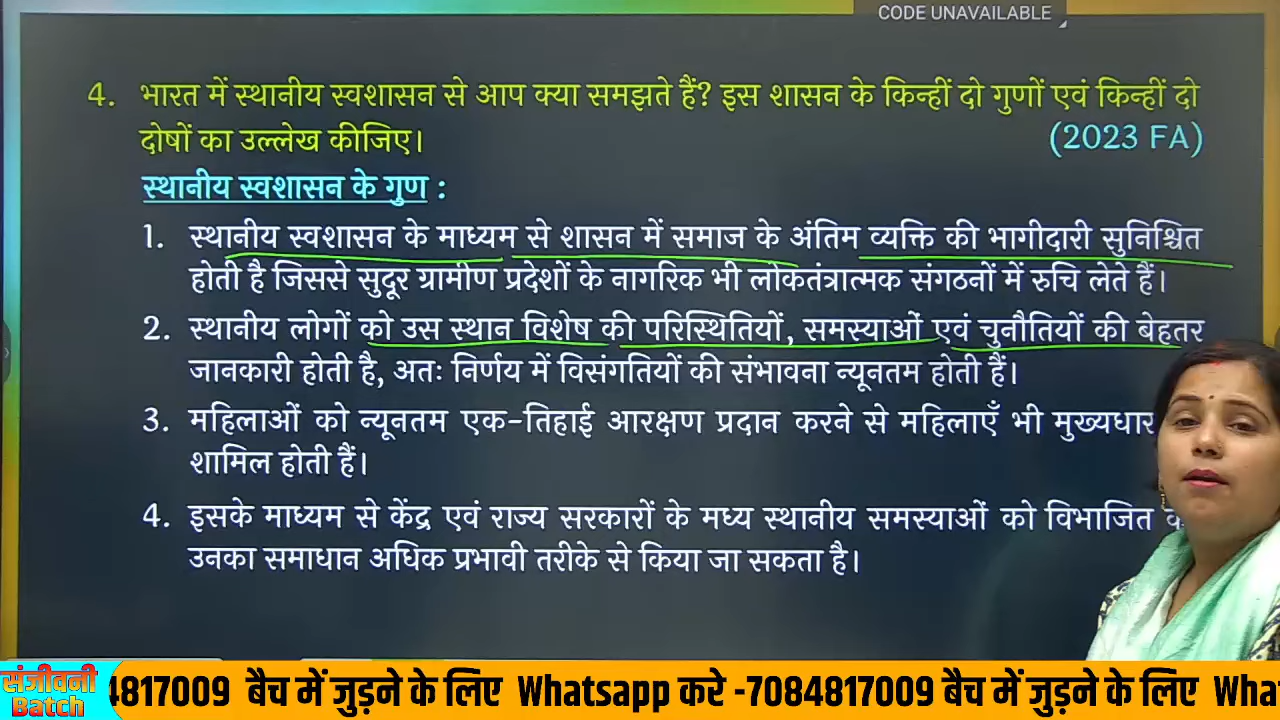 CODE UNAVAILABLE
4. भारत में स्थानीय स्वशासन से आप क्या समझते हैं? इस शासन के किन्हीं दो गुणों एवं किन्हीं दो
दोषों का उल्लेख कीजिए। (2023 FA)
स्थानीय स्वशासन के गुण :
1. स्थानीय स्वशासन के माध्यम से शासन में समाज के अंतिम व्यक्ति की भागीदारी सुनिश्चित
होती है जिससे सुदूर ग्रामीण प्रदेशों के नागरिक भी लोकतंत्रात्मक संगठनों में रुचि लेते हैं।
2. स्थानीय लोगों को उस स्थान विशेष की परिस्थितियों, समस्याओं एवं चुनौतियों की बेहतर
जानकारी होती है, अतः निर्णय में विसंगतियों की संभावना न्यूनतम होती हैं।
3. महिलाओं को न्यूनतम एक-तिहाई आरक्षण प्रदान करने से महिलाएँ भी मुख्यधार
शामिल होती हैं।
4. इसके माध्यम से केंद्र एवं राज्य सरकारों के मध्य स्थानीय समस्याओं को विभाजित
उनका समाधान अधिक प्रभावी तरीके से किया जा सकता है।
संजीवनी
Batch
4817009 बैच में जुड़ने के लिए Whatsapp करे -7084817009 बैच में जुड़ने के लिए Wha